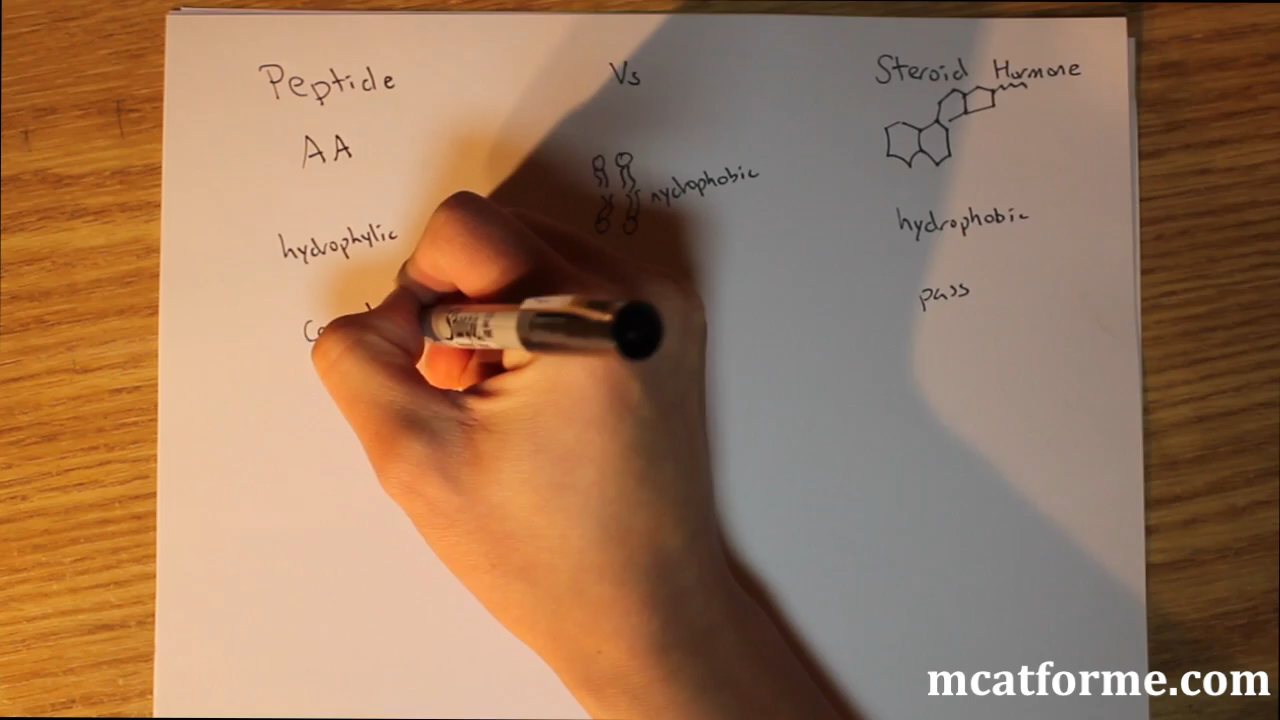 Peptide Vs Steroid Hormone
AA
hydrophobic
hydrophylic
hydrophobic
pass
mcatforme.com